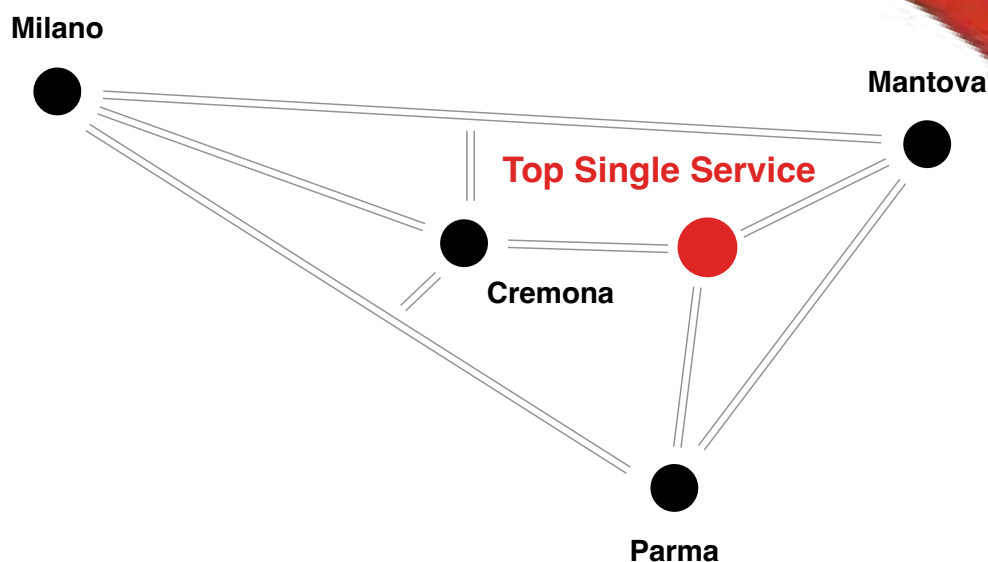 Milano
Mantova
Top Single Service
Cremona
Parma